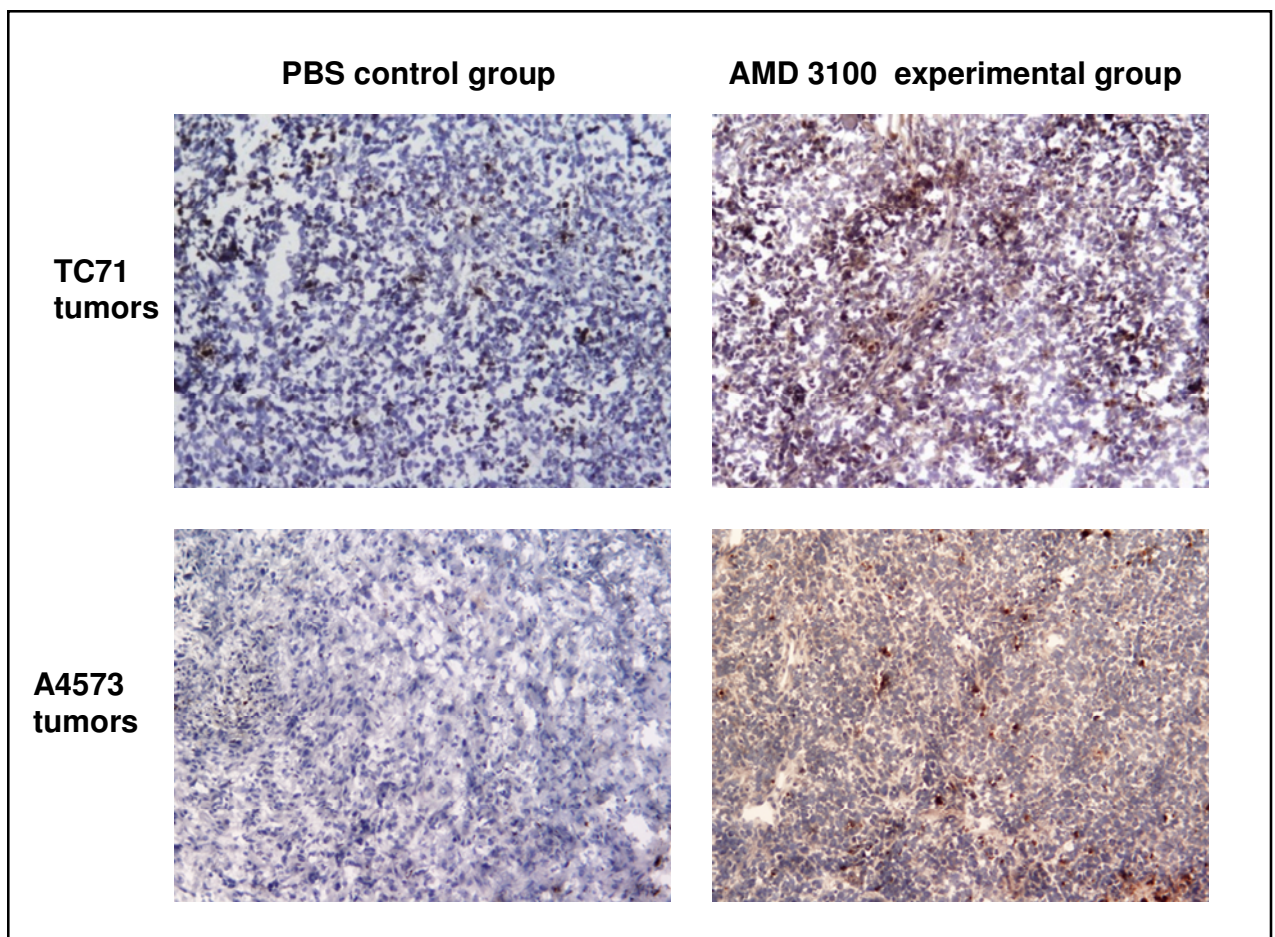 PBS control group
AMD 3100 experimental group
TC71
tumors
A4573
tumors